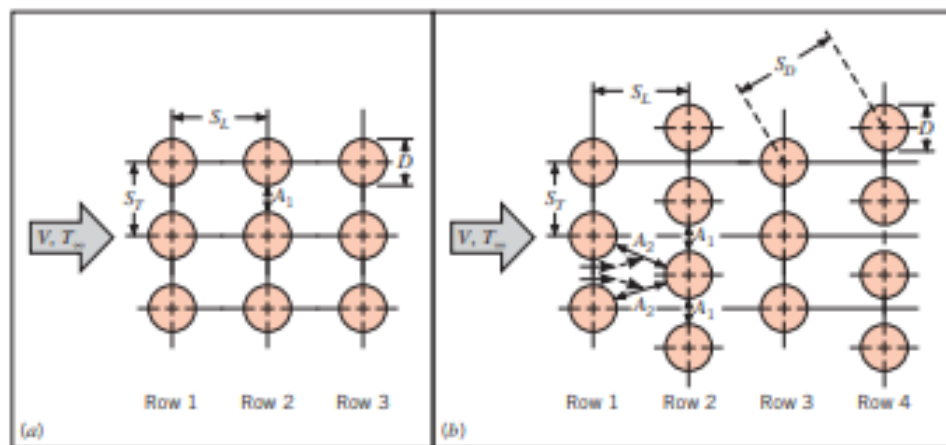 S_L
D
S_T
A_1
V, T_∞
Row 1 Row 2 Row 3
(a)
S_D
S_L
D
S_T
A_2
A_1
V, T_∞
A_2
A_1
Row 1 Row 2 Row 3 Row 4
(b)